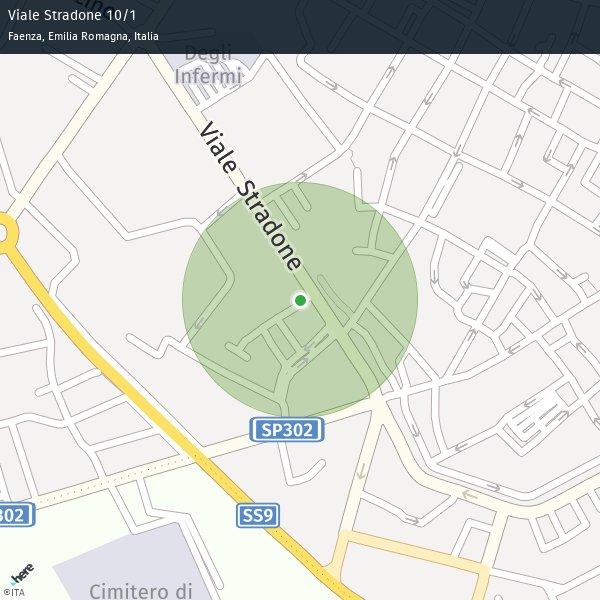 Viale Stradone 10/1
Faenza, Emilia Romagna, Italia
Degli
Infermi
Viale Stradone
SP302
302
SS9
Cimitero di
here
©ITA